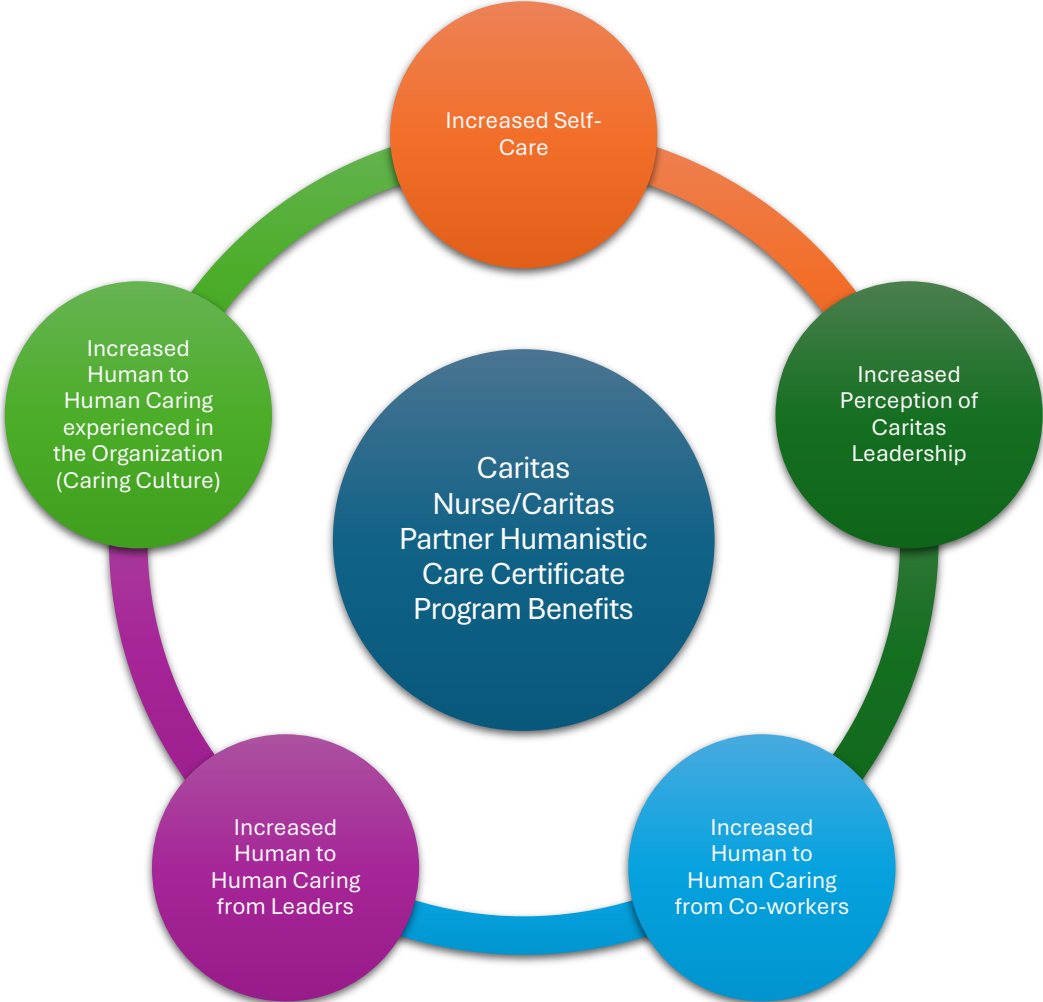 Increased Self-
Care
Increased
Perception of
Caritas
Leadership
Increased
Human to
Human Caring
from Co-workers
Increased
Human to
Human Caring
from Leaders
Increased
Human to
Human Caring
experienced in
the Organization
(Caring Culture)
Caritas
Nurse/Caritas
Partner Humanistic
Care Certificate
Program Benefits